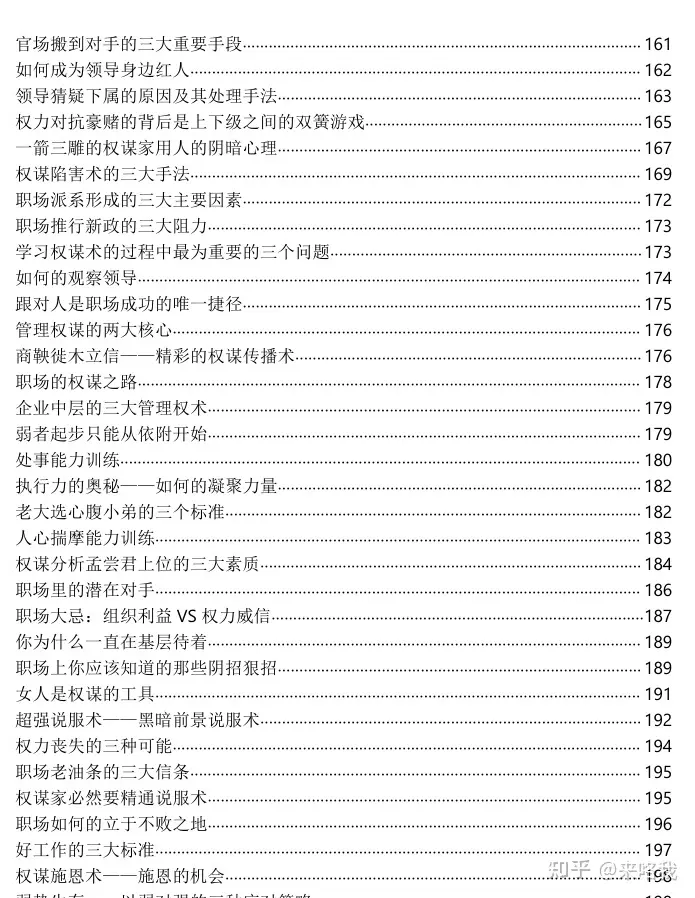 官场搬到对手的三大重要手段 161
如何成为领导身边红人 162
领导猜疑下属的原因及其处理手法 163
权力对抗豪赌的背后是上下级之间的双簧游戏 165
一箭三雕的权谋家用人的阴暗心理 167
权谋陷害术的三大手法 169
职场派系形成的三大主要因素 172
职场推行新政的三大阻力 173
学习权谋术的过程中最为重要的三个问题 173
如何的观察领导 174
跟对人是职场成功的唯一捷径 175
管理权谋的两大核心 176
商鞅徙木立信——精彩的权谋传播术 176
职场的权谋之路 178
企业中层的三大管理权术 179
弱者起步只能从依附开始 179
处事能力训练 180
执行力的奥秘——如何的凝聚力量 182
老大选心腹小弟的三个标准 182
人心揣摩能力训练 183
权谋分析孟尝君上位的三大素质 184
职场里的潜在对手 186
职场大忌：组织利益 VS 权力威信 187
你为什么一直在基层待着 189
职场上你应该知道的那些阴招狠招 189
女人是权谋的工具 191
超强说服术——黑暗前景说服术 192
权力丧失的三种可能 194
职场老油条的三大信条 195
权谋家必然要精通说服术 195
职场如何的立于不败之地 196
好工作的三大标准 197
权谋施恩术——施恩的机会 198
知乎 @来咯我